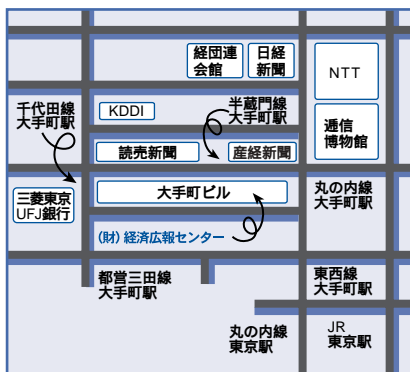 経団連
会館
日経
新聞
NTT
千代田線
大手町駅
KDDI
半蔵門線
大手町駅
逓信
博物館
読売新聞
産経新聞
三菱東京
UFJ銀行
大手町ビル
丸の内線
大手町駅
(財)経済広報センター
都営三田線
大手町駅
東西線
大手町駅
丸の内線
東京駅
JR
東京駅